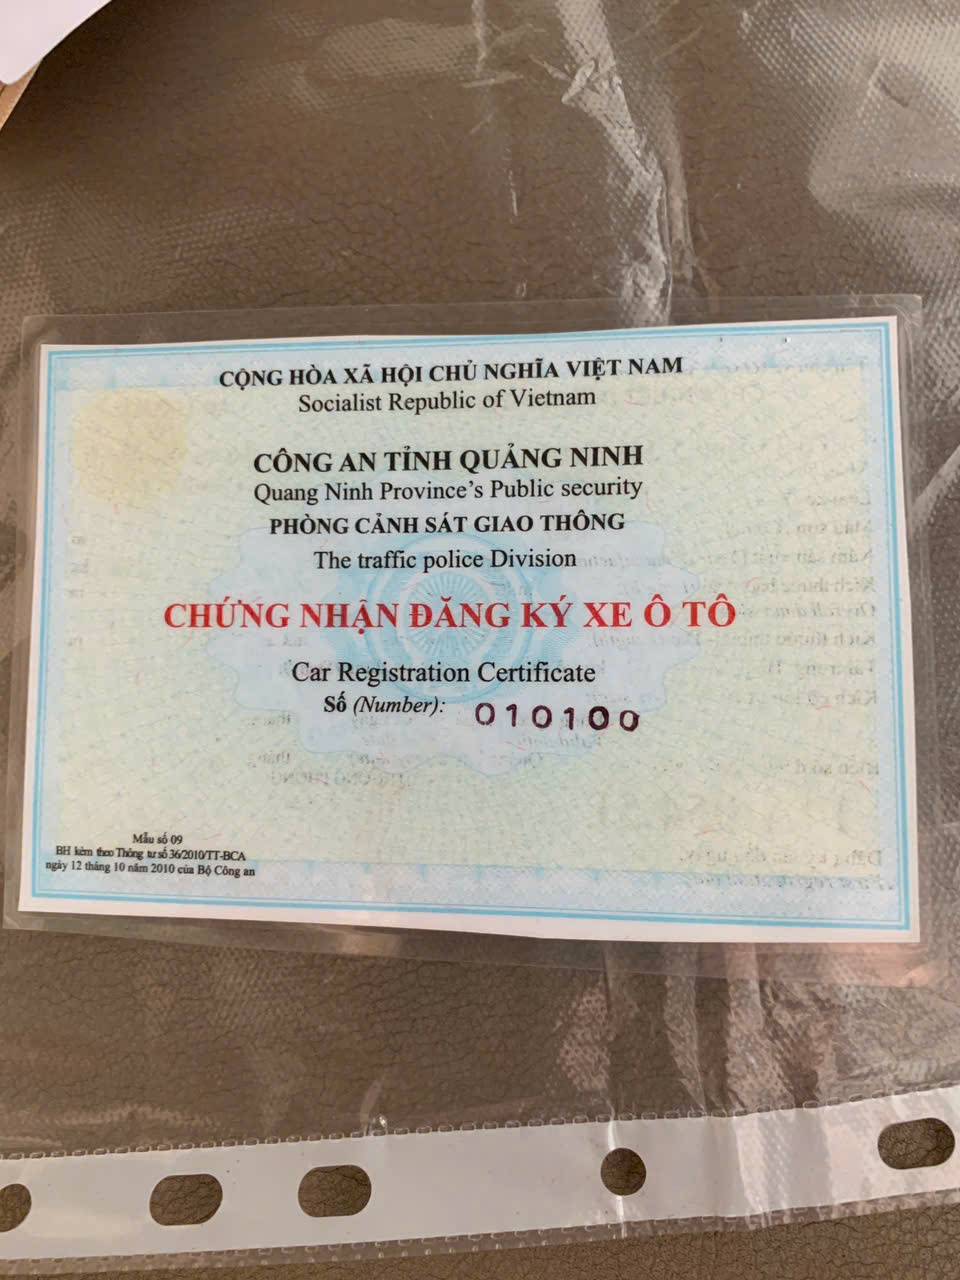 CỘNG HÒA XÃ HỘI CHỦ NGHĨA VIỆT NAM
Socialist Republic of Vietnam
CÔNG AN TỈNH QUẢNG NINH
Quang Ninh Province's Public security
PHÒNG CẢNH SÁT GIAO THÔNG
The traffic police Division
CHỨNG NHẬN ĐĂNG KÝ XE Ô TÔ
Car Registration Certificate
Số (Number): 010100
Mẫu số 09
BH kèm theo Thông tư số 36/2010/TT-BCA
ngày 12 tháng 10 năm 2010 của Bộ Công an